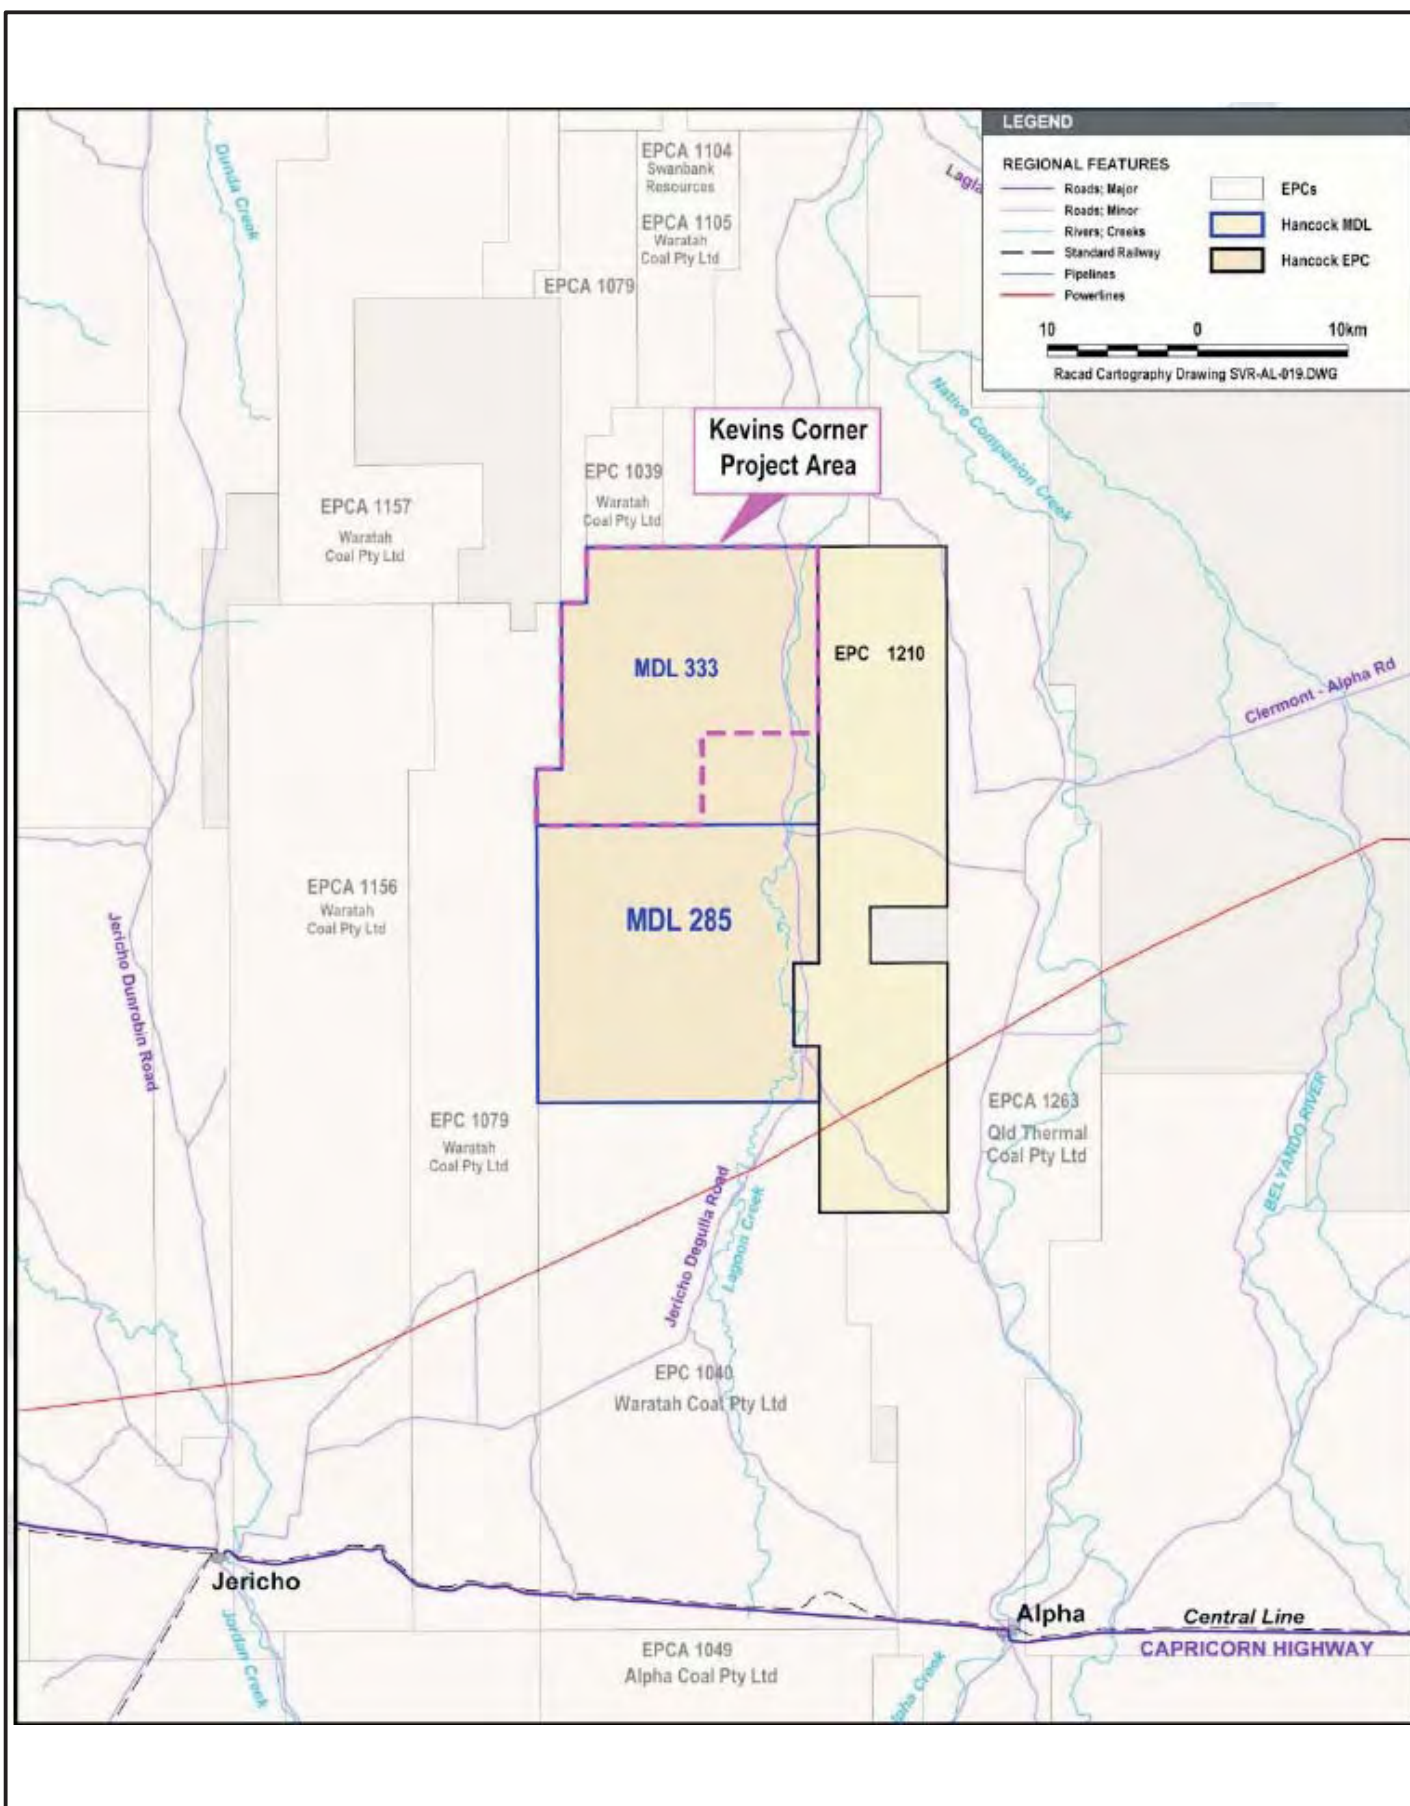 LEGEND
REGIONAL FEATURES
Roads; Major
Roads; Minor
Rivers; Creeks
Standard Railway
Pipelines
Powerlines
EPCs
Hancock MDL
Hancock EPC
10 0 10km
Racad Cartography Drawing SVR-AL-019.DWG
Dunda Creek
EPCA 1104
Swanbank
Resources
EPCA 1105
Waratah
Coal Pty Ltd
EPCA 1079
Native Companion Creek
Kevins Corner
Project Area
EPC 1039
Waratah
Coal Pty Ltd
EPCA 1157
Waratah
Coal Pty Ltd
MDL 333
EPC 1210
Clermont - Alpha Rd
EPCA 1156
Waratah
Coal Pty Ltd
MDL 285
Jericho Dunrobin Road
EPC 1079
Waratah
Coal Pty Ltd
EPCA 1263
Qld Thermal
Coal Pty Ltd
BELYANDO RIVER
Jericho Degulla Road
Lagoon Creek
EPC 1040
Waratah Coal Pty Ltd
Jericho
Alpha
Central Line
CAPRICORN HIGHWAY
Jordan Creek
EPCA 1049
Alpha Coal Pty Ltd
lpha Creek